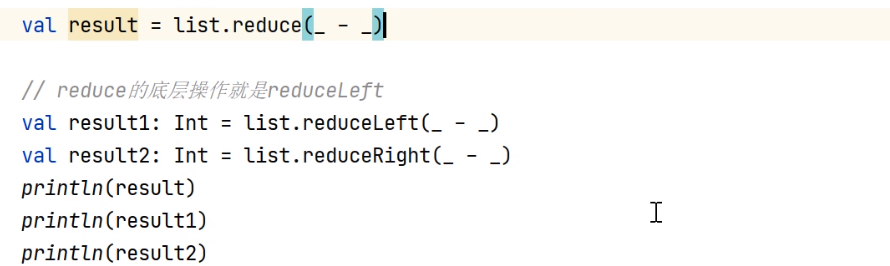 val result = list.reduce(_ - _)
// reduce的底层操作就是reduceLeft
val result1: Int = list.reduceLeft(_ - _)
val result2: Int = list.reduceRight(_ - _)
println(result)
println(result1)
println(result2)